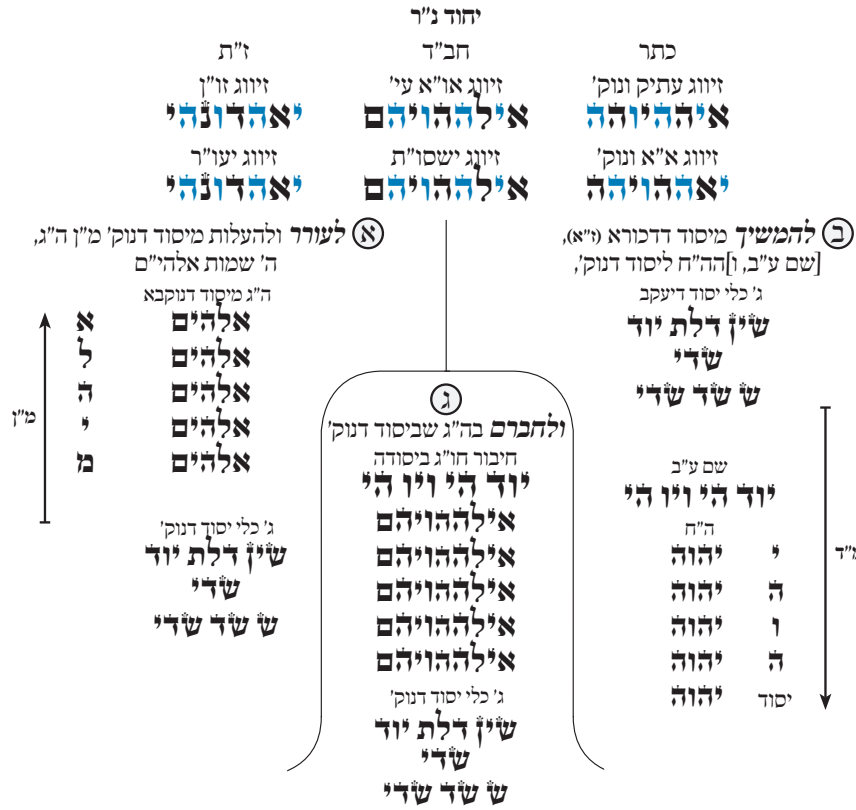 יחוד נ״ר
כתר
זיווג עתיק ונוק׳
איההיוהה
זיווג א״א ונוק׳
יאההויהה
חב״ד
זיווג או״א עי׳
אילההויהם
זיווג ישסו״ת
אילההויהם
ז״ת
זיווג זו״ן
יאהדונהי
זיווג יעו״ר
יאהדונהי
א לעורר ולהעלות מיסוד דנוק׳ מ״ן ה״ג,
ה׳ שמות אלהי״ם
ה״ג מיסוד דנוקבא
אלהים א
אלהים ל
אלהים ה
אלהים י
אלהים מ
מ״ן
ג׳ כלי יסוד דנוק׳
שין דלת יוד
שדי
ש שד שדי
ב להמשיך מיסוד דדכורא (ז״א),
[שם ע״ב, ו]הה״ח ליסוד דנוק׳,
ג׳ כלי יסוד דיעקב
שין דלת יוד
שדי
ש שד שדי
שם ע״ב
יוד הי ויו הי
ה״ח
י יהוה
ה יהוה
ו יהוה
ה יהוה
יסוד יהוה
ג
ולחברם בה״ג שביסוד דנוק׳
חיבור חו״ג ביסודה
יוד הי ויו הי
אילההויהם
אילההויהם
אילההויהם
אילההויהם
אילההויהם
ג׳ כלי יסוד דנוק׳
שין דלת יוד
שדי
ש שד שדי